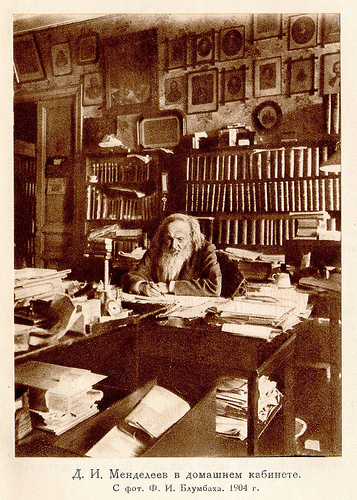 Д. И. Менделеев в домашнем кабинете.
С фот. Ф. И. Блумбаха. 1904 г.